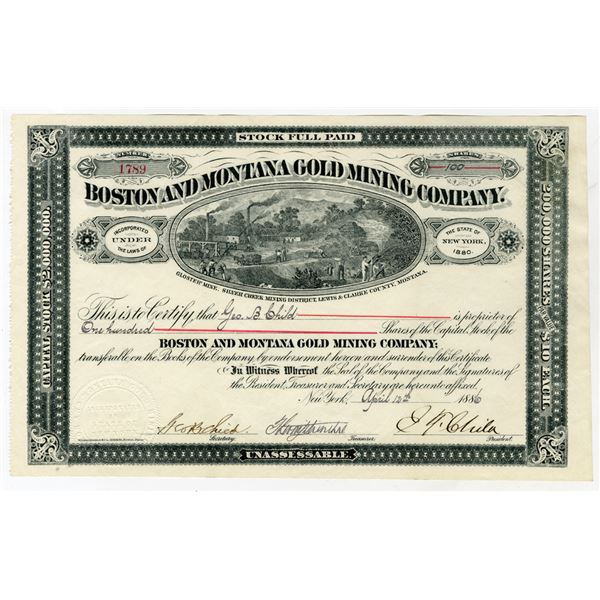 STOCK FULL PAID
NUMBER
1789
SHARES
100
BOSTON AND MONTANA GOLD MINING COMPANY.
INCORPORATED
UNDER
THE LAWS OF
THE STATE OF
NEW YORK,
1880.
GLOSTER MINE, SILVER CREEK MINING DISTRICT, LEWIS & CLARKE COUNTY, MONTANA.
CAPITAL STOCK $2,000,000.
200,000 SHARES $10 EACH.
This is to Certify, that Geo. B. Child is proprietor of
One hundred Shares of the Capital Stock of the
BOSTON AND MONTANA GOLD MINING COMPANY;
transferable on the Books of the Company, by endorsement hereon and surrender of this Certificate
In Witness Whereof the Seal of the Company and the Signatures of
the President, Treasurer and Secretary are hereunto affixed,
New York, April 12th 1886
Secretary.
Treasurer.
President.
UNASSESSABLE.